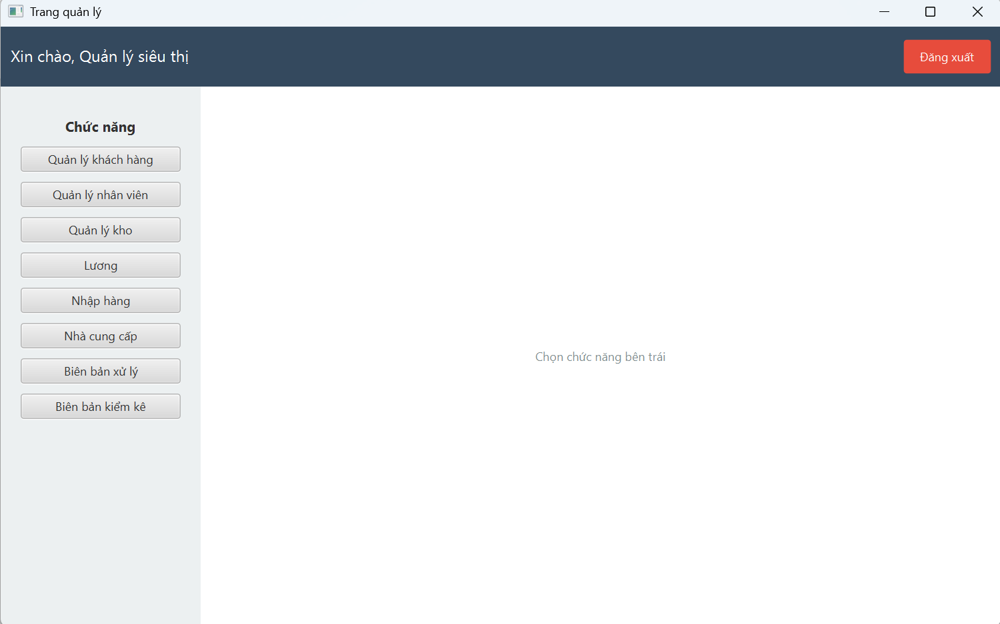 Trang quản lý
Xin chào, Quản lý siêu thị
Đăng xuất
Chức năng
Quản lý khách hàng
Quản lý nhân viên
Quản lý kho
Lương
Nhập hàng
Nhà cung cấp
Biên bản xử lý
Biên bản kiểm kê
Chọn chức năng bên trái